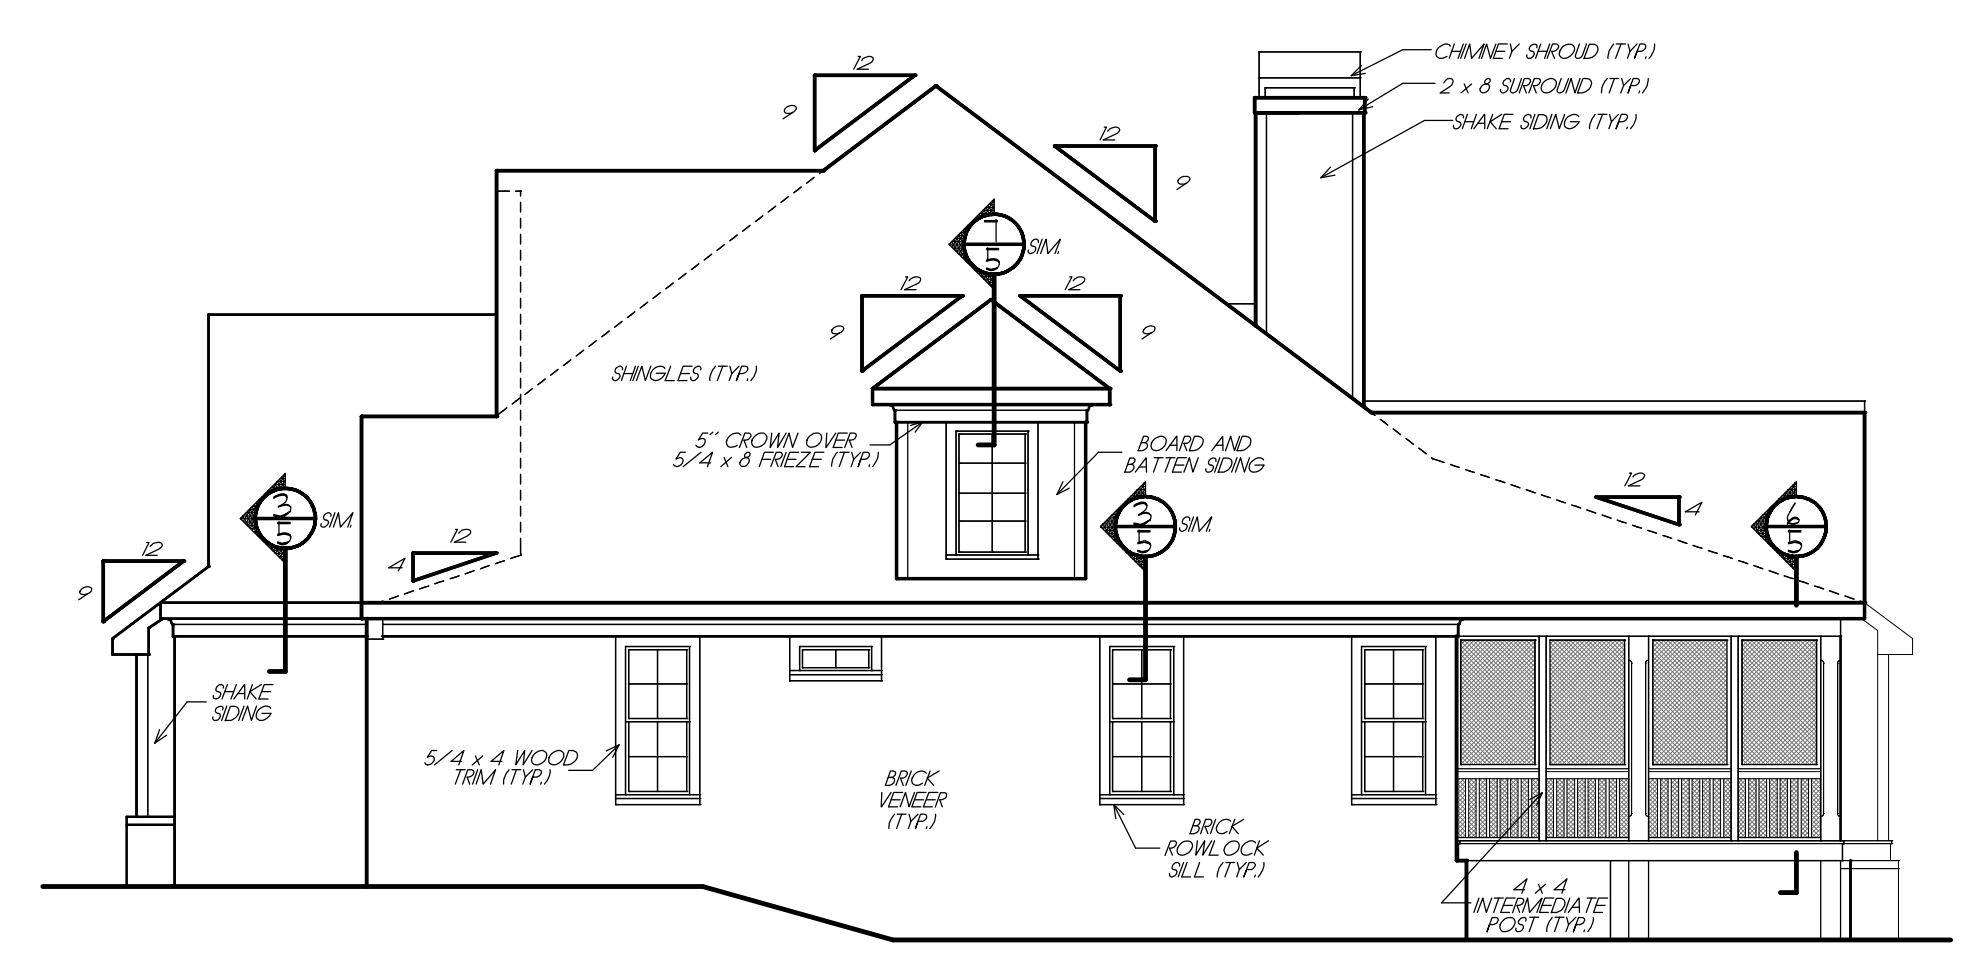 CHIMNEY SHROUD (TYP.)
12
2 x 8 SURROUND (TYP.)
9
SHAKE SIDING (TYP.)
12
9
7
5
SIM.
12
12
9
9
SHINGLES (TYP.)
5" CROWN OVER
5/4 x 8 FRIEZE (TYP.)
BOARD AND
BATTEN SIDING
12
4
3
5
SIM.
3
5
SIM.
6
5
12
4
12
9
SHAKE
SIDING
5/4 x 4 WOOD
TRIM (TYP.)
BRICK
VENEER
(TYP.)
BRICK
ROWLOCK
SILL (TYP.)
4 x 4
INTERMEDIATE
POST (TYP.)